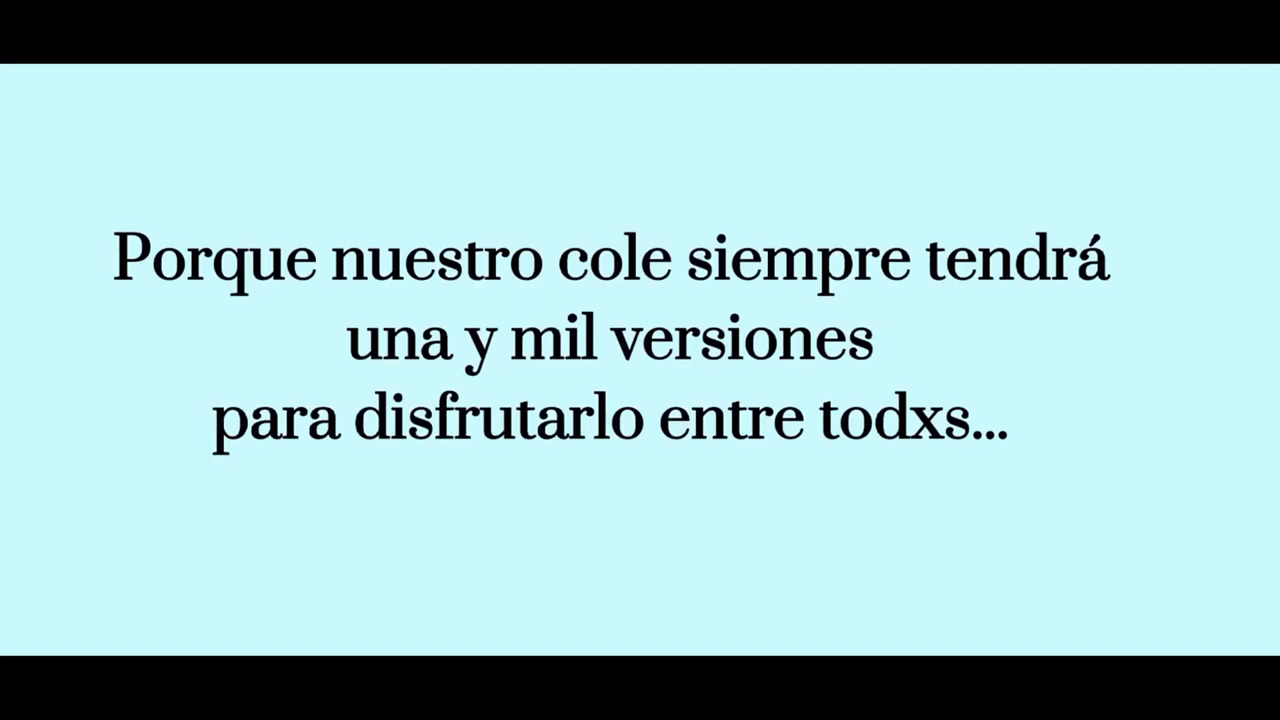 Porque nuestro cole siempre tendrá
una y mil versiones
para disfrutarlo entre todxs...